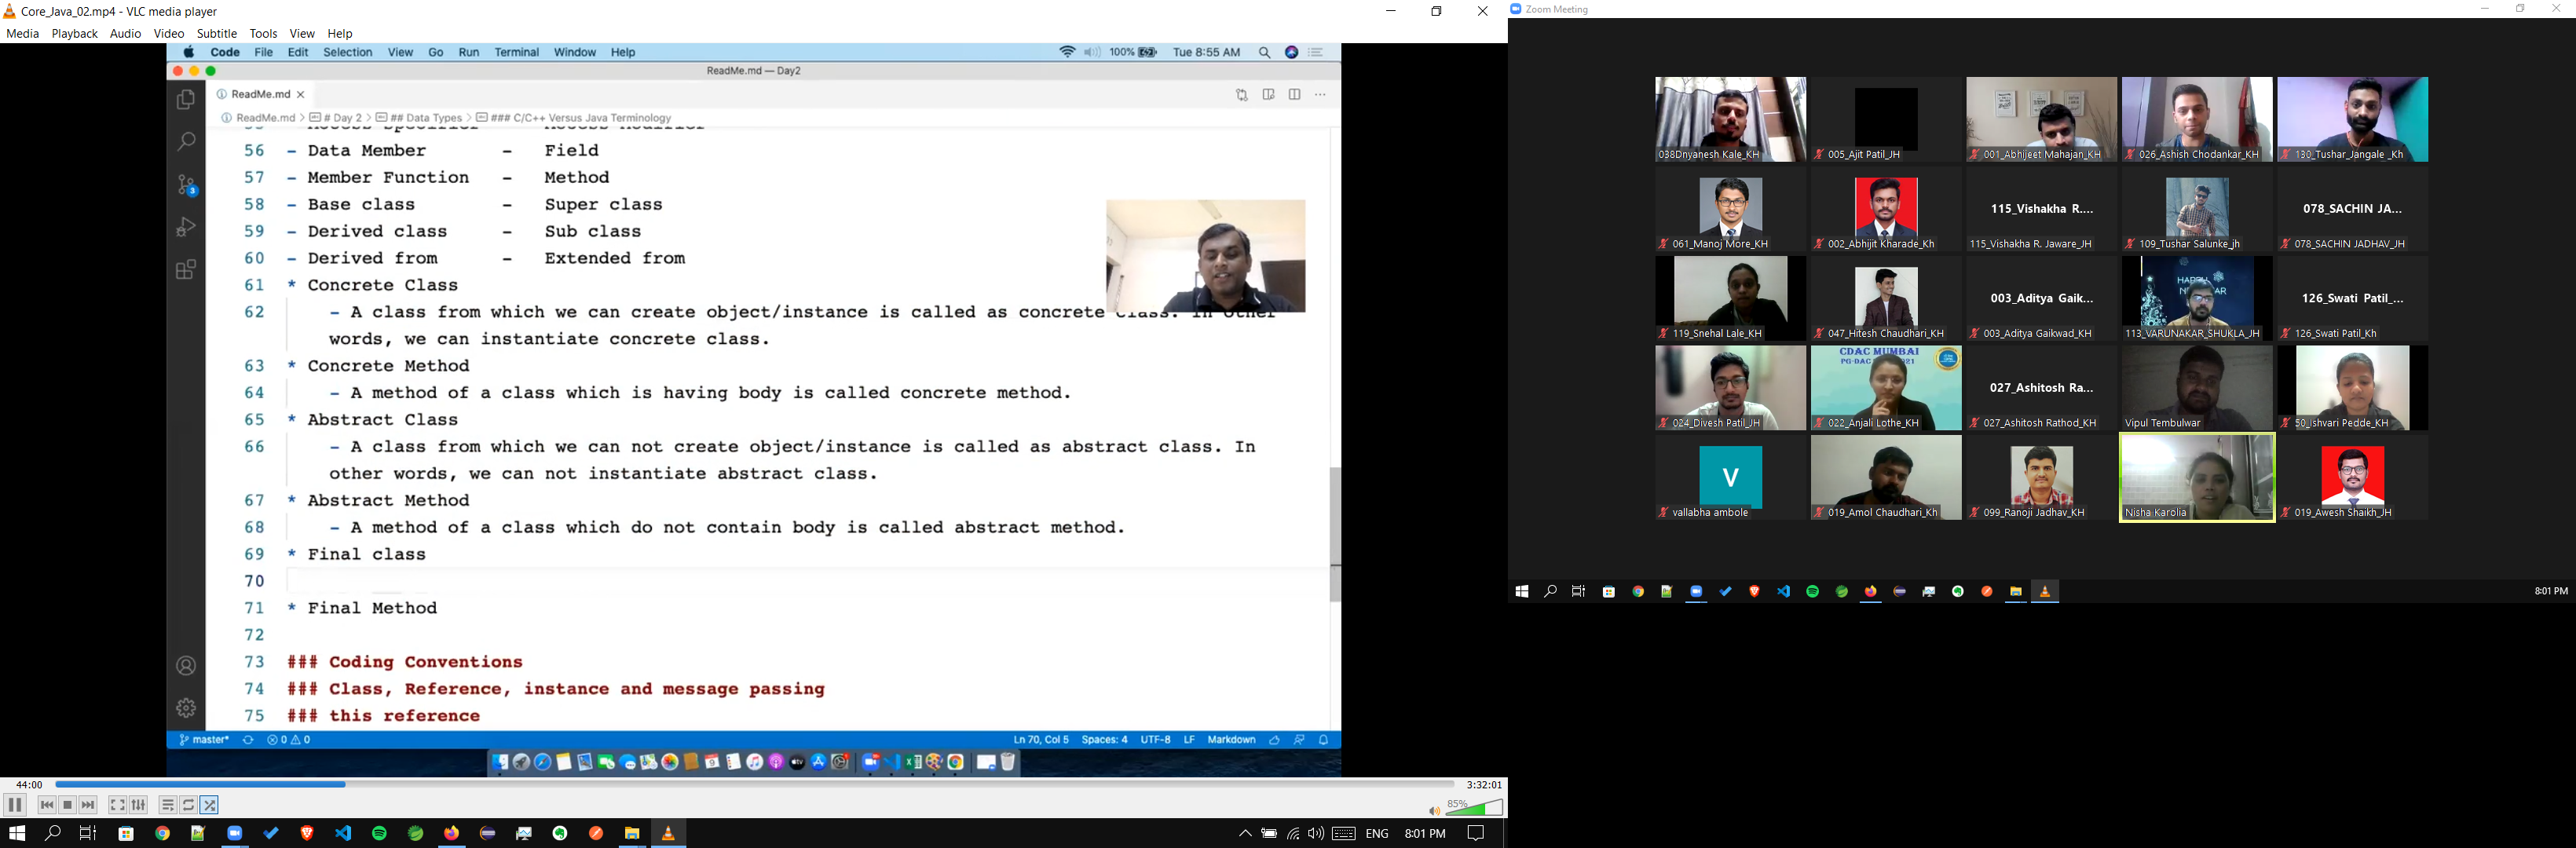 Core_Java_02.mp4 - VLC media player
Media Playback Audio Video Subtitle Tools View Help
Code File Edit Selection View Go Run Terminal Window Help
100% Tue 8:55 AM
ReadMe.md — Day2
ReadMe.md
ReadMe.md > # Day 2 > ## Data Types > ### C/C++ Versus Java Terminology
56 - Data Member - Field
57 - Member Function - Method
58 - Base class - Super class
59 - Derived class - Sub class
60 - Derived from - Extended from
61 * Concrete Class
62 - A class from which we can create object/instance is called as concrete class. In other
words, we can instantiate concrete class.
63 * Concrete Method
64 - A method of a class which is having body is called concrete method.
65 * Abstract Class
66 - A class from which we can not create object/instance is called as abstract class. In
other words, we can not instantiate abstract class.
67 * Abstract Method
68 - A method of a class which do not contain body is called abstract method.
69 * Final class
70
71 * Final Method
72
73 ### Coding Conventions
74 ### Class, Reference, instance and message passing
75 ### this reference
3
master* 0 0 Ln 70, Col 5 Spaces: 4 UTF-8 LF Markdown
44:00 3:32:01
85%
ENG 8:01 PM
Zoom Meeting
038Dnyanesh Kale_KH
005_Ajit Patil_JH
001_Abhijeet Mahajan_KH
026_Ashish Chodankar_KH
130_Tushar_Jangale _Kh
061_Manoj More_KH
002_Abhijit Kharade_Kh
115_Vishakha R....
115_Vishakha R. Jaware_JH
109_Tushar Salunke_jh
078_SACHIN JA...
078_SACHIN JADHAV_JH
119_Snehal Lale_KH
047_Hitesh Chaudhari_KH
003_Aditya Gaik...
003_Aditya Gaikwad_KH
113_VARUNAKAR_SHUKLA_JH
126_Swati Patil_...
126_Swati Patil_Kh
024_Divesh Patil_JH
CDAC MUMBAI
022_Anjali Lothe_KH
027_Ashitosh Ra...
027_Ashitosh Rathod_KH
Vipul Tembulwar
50_Ishvari Pedde_KH
V
vallabha ambole
019_Amol Chaudhari_Kh
099_Ranoji Jadhav_KH
Nisha Karolia
019_Awesh Shaikh_JH
8:01 PM